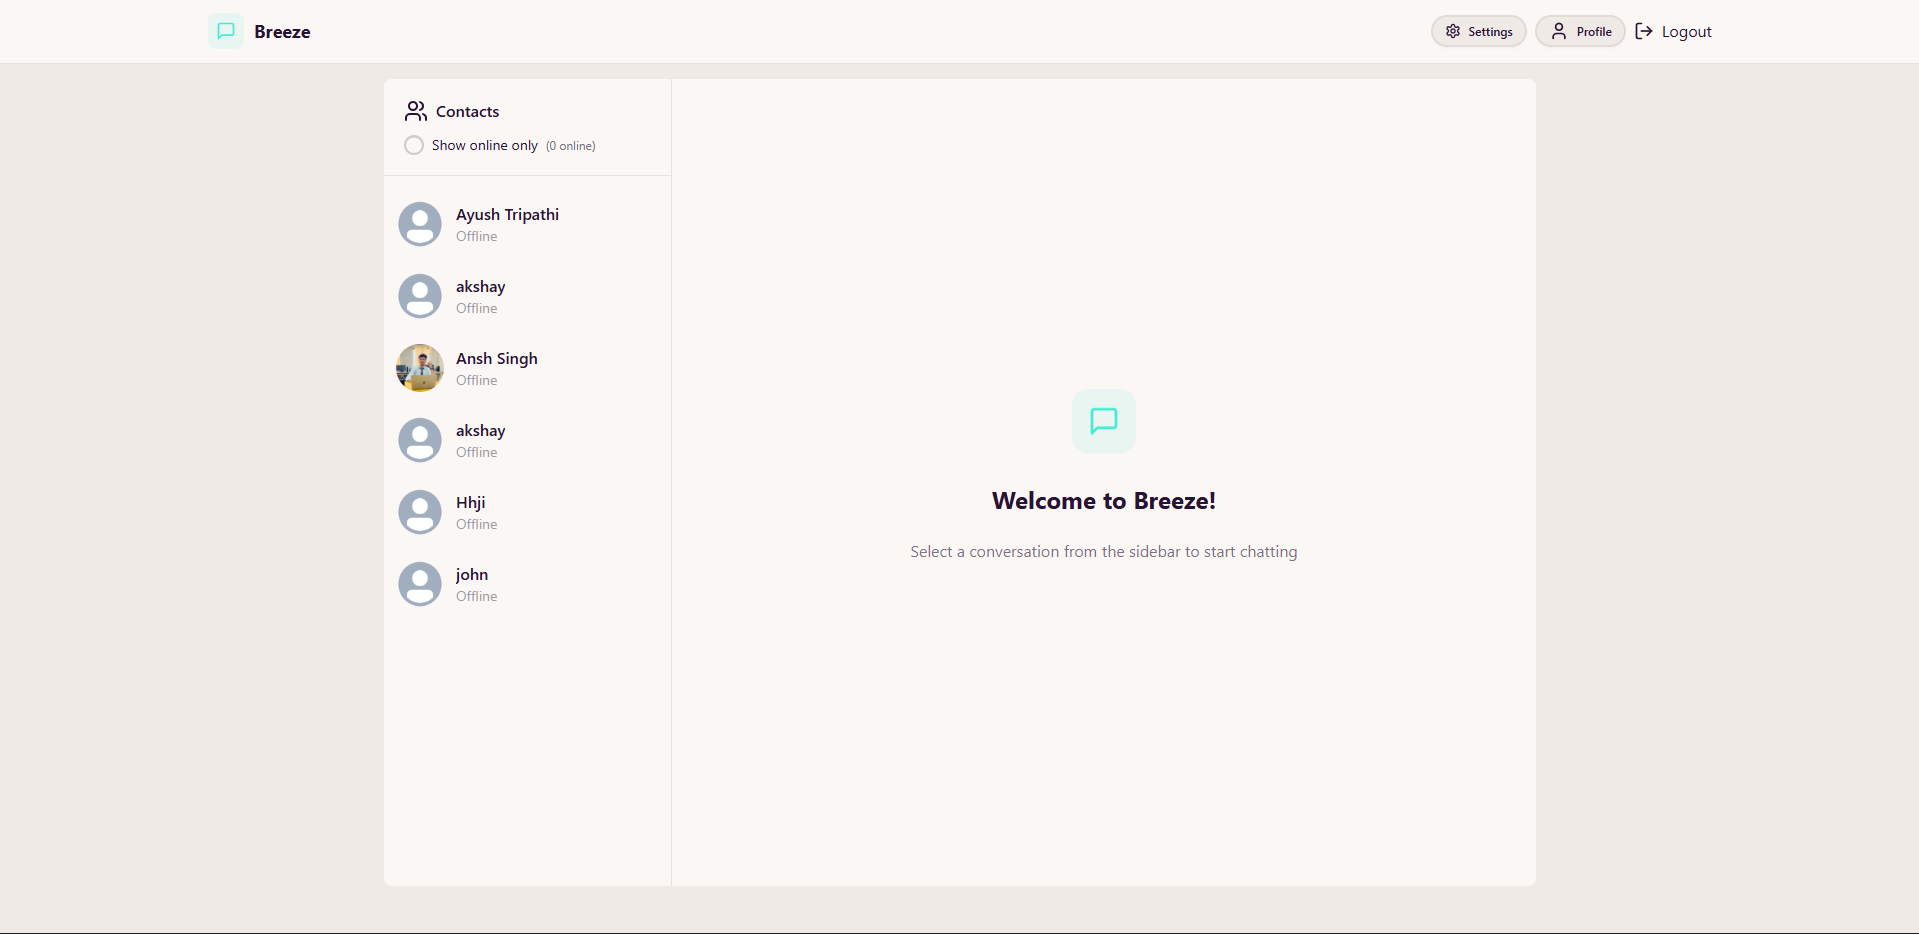 Breeze
Settings
Profile
Logout
Contacts
Show online only (0 online)
Ayush Tripathi
Offline
akshay
Offline
Ansh Singh
Offline
akshay
Offline
Hhji
Offline
john
Offline
Welcome to Breeze!
Select a conversation from the sidebar to start chatting